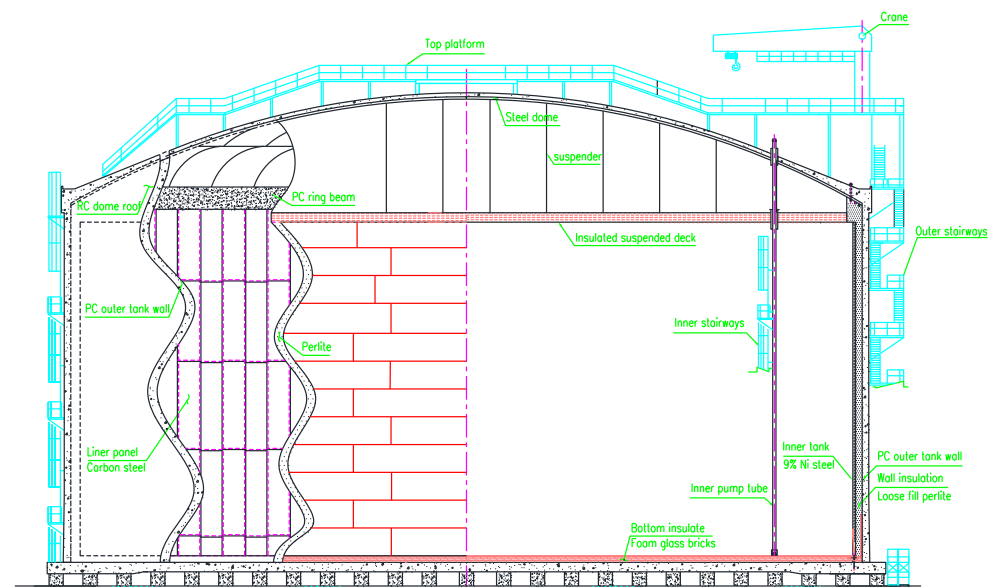 Crane
Top platform
Steel dome
suspender
RC dome roof
PC ring beam
Insulated suspended deck
Outer stairways
PC outer tank wall
Inner stairways
Perlite
Liner panel
Carbon steel
Inner tank
9% Ni steel
PC outer tank wall
Wall insulation
Loose fill perlite
Inner pump tube
Bottom insulate
Foam glass bricks